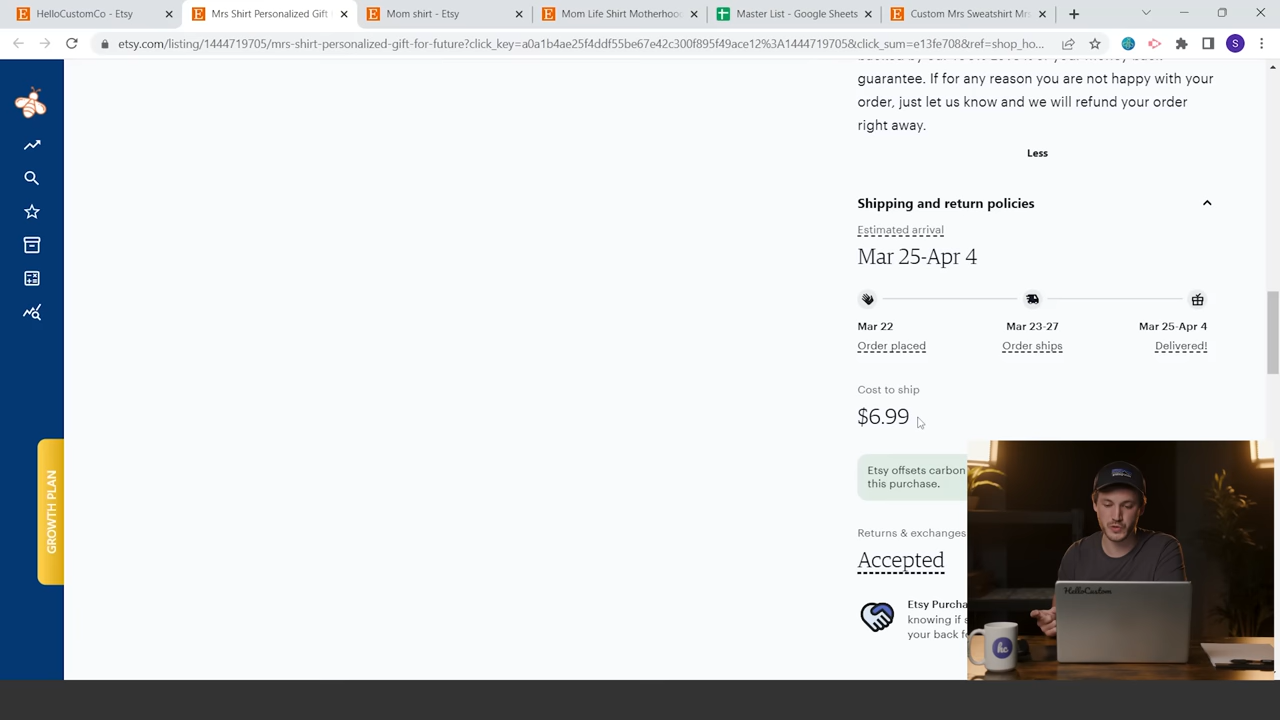 HelloCustomCo - Etsy
Mrs Shirt Personalized Gift
Mom shirt - Etsy
Mom Life Shirt Motherhoo
Master List - Google Sheets
Custom Mrs Sweatshirt Mr
etsy.com/listing/1444719705/mrs-shirt-personalized-gift-for-future?click_key=a0a1b4ae25f4ddf55be67e42c300f895f49ace12%3A1444719705&click_sum=e13fe708&ref=shop_ho...
S
guarantee. If for any reason you are not happy with your
order, just let us know and we will refund your order
right away.
Less
Shipping and return policies
Estimated arrival
Mar 25-Apr 4
Mar 22
Mar 23-27
Mar 25-Apr 4
Order placed
Order ships
Delivered!
Cost to ship
$6.99
Etsy offsets carbon
this purchase.
Returns & exchanges
Accepted
Etsy Purcha
knowing if s
your back f
GROWTH PLAN
HelloCustom
hc